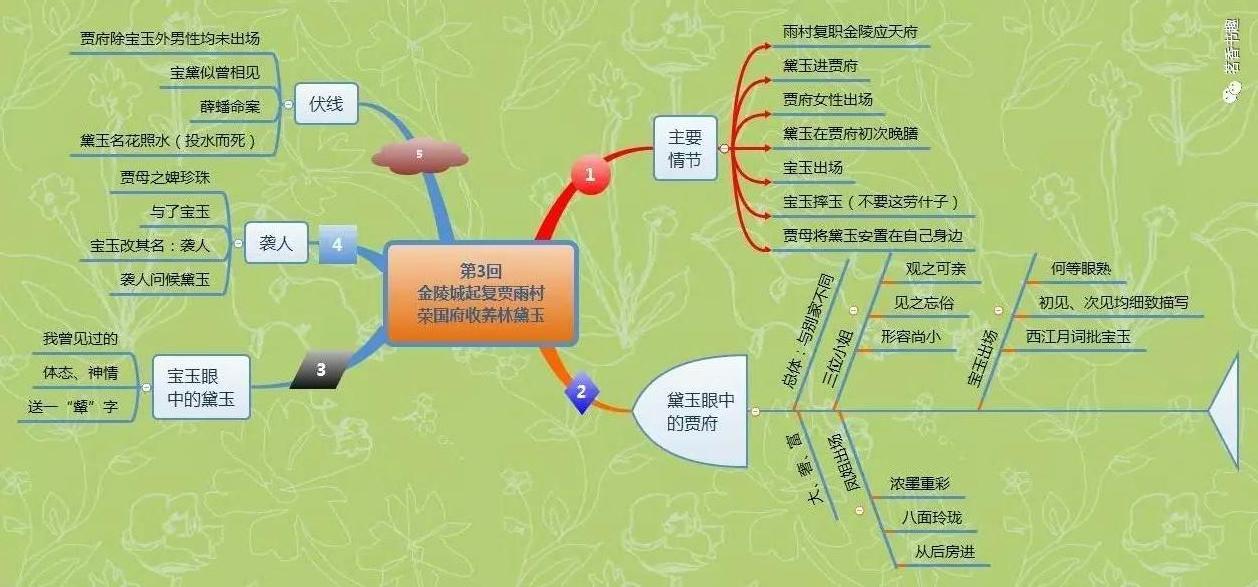 第3回
金陵城起复贾雨村
荣国府收养林黛玉
1
主要
情节
雨村复职金陵应天府
黛玉进贾府
贾府女性出场
黛玉在贾府初次晚膳
宝玉出场
宝玉摔玉（不要这劳什子）
贾母将黛玉安置在自己身边
2
黛玉眼中
的贾府
总体：与别家不同
大、奢、富
三位小姐
观之可亲
见之忘俗
形容尚小
凤姐出场
浓墨重彩
八面玲珑
从后房进
宝玉出场
何等眼熟
初见、次见均细致描写
西江月词批宝玉
3
宝玉眼
中的黛玉
我曾见过的
体态、神情
送一“颦”字
4
袭人
贾母之婢珍珠
与了宝玉
宝玉改其名：袭人
袭人问候黛玉
5
伏线
贾府除宝玉外男性均未出场
宝黛似曾相见
薛蟠命案
黛玉名花照水（投水而死）
茗香书趣